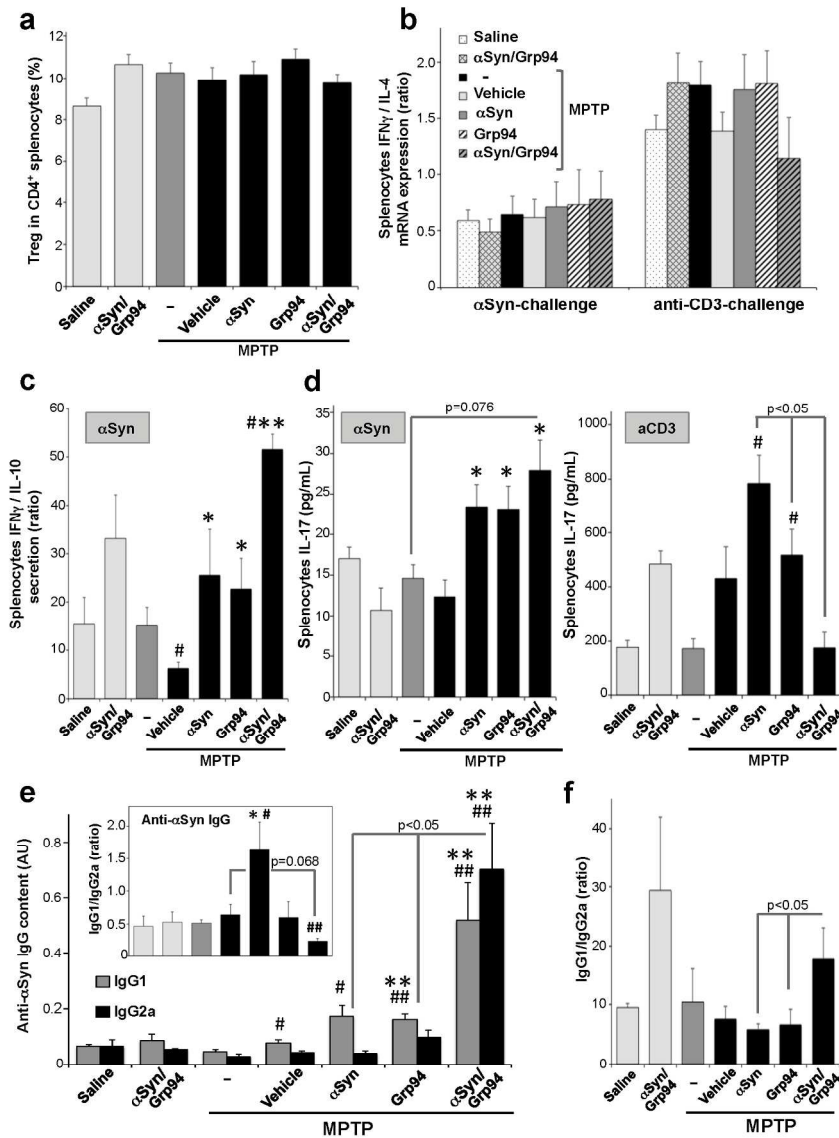 a
Treg in CD4+ splenocytes (%)
12
10
8
6
4
2
0
Saline
αSyn/
Grp94
–
Vehicle
αSyn
Grp94
αSyn/
Grp94
MPTP
b
Splenocytes IFNγ / IL-4
mRNA expression (ratio)
2.0
1.5
1.0
0.5
0
Saline
αSyn/Grp94
–
Vehicle
αSyn
Grp94
αSyn/Grp94
MPTP
αSyn-challenge
anti-CD3-challenge
c
αSyn
Splenocytes IFNγ / IL-10
secretion (ratio)
60
50
40
30
20
10
0
#
*
*
#**
Saline
αSyn/
Grp94
–
Vehicle
αSyn
Grp94
αSyn/
Grp94
MPTP
d
αSyn
Splenocytes IL-17 (pg/mL)
35
30
25
20
15
10
5
0
p=0.076
*
*
*
Saline
αSyn/
Grp94
–
Vehicle
αSyn
Grp94
αSyn/
Grp94
MPTP
aCD3
Splenocytes IL-17 (pg/mL)
1000
800
600
400
200
0
p<0.05
#
#
Saline
αSyn/
Grp94
–
Vehicle
αSyn
Grp94
αSyn/
Grp94
MPTP
e
Anti-αSyn IgG content (AU)
0.8
0.6
0.4
0.2
0
Anti-αSyn IgG
IgG1/IgG2a (ratio)
2.0
1.5
1.0
0.5
0
* #
p=0.068
##
IgG1
IgG2a
p<0.05
#
#
**
##
**
##
**
##
Saline
αSyn/
Grp94
–
Vehicle
αSyn
Grp94
αSyn/
Grp94
MPTP
f
IgG1/IgG2a (ratio)
40
30
20
10
0
p<0.05
Saline
αSyn/
Grp94
–
Vehicle
αSyn
Grp94
αSyn/
Grp94
MPTP